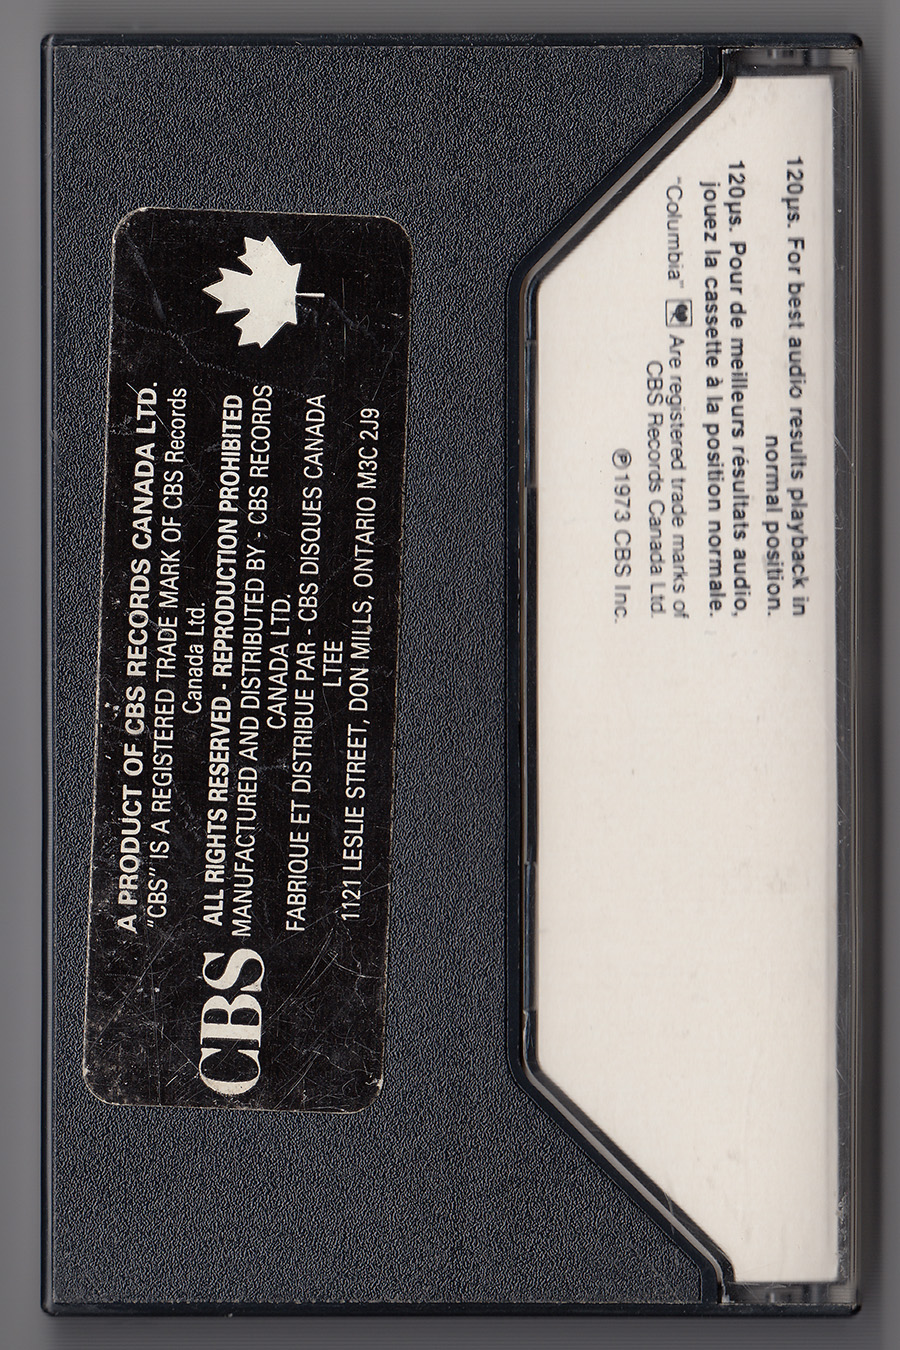 A PRODUCT OF CBS RECORDS CANADA LTD.
"CBS" IS A REGISTERED TRADE MARK OF CBS Records
Canada Ltd.
ALL RIGHTS RESERVED - REPRODUCTION PROHIBITED
MANUFACTURED AND DISTRIBUTED BY - CBS RECORDS
CANADA LTD.
FABRIQUE ET DISTRIBUE PAR - CBS DISQUES CANADA
LTEE
1121 LESLIE STREET, DON MILLS, ONTARIO M3C 2J9
CBS
120µs. For best audio results playback in
normal position.
120µs. Pour de meilleurs résultats audio,
jouez la cassette à la position normale.
"Columbia" Are registered trade marks of
CBS Records Canada Ltd.
℗ 1973 CBS Inc.